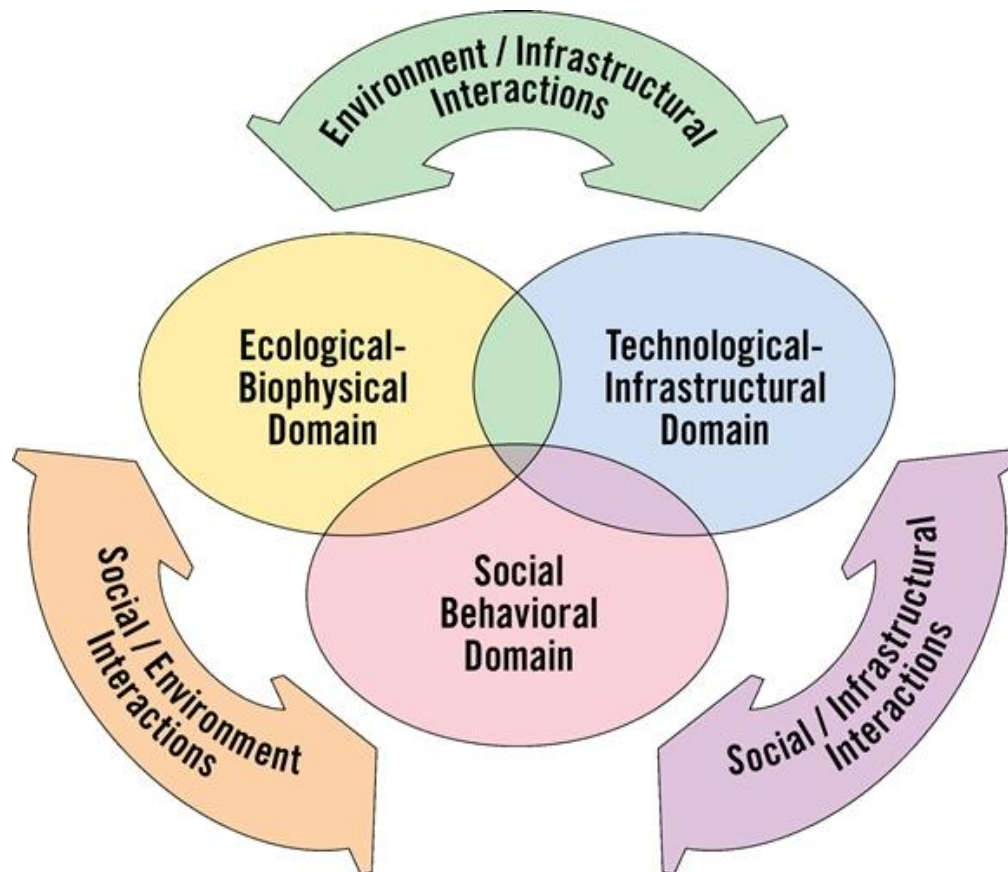 Environment / Infrastructural
Interactions
Ecological-
Biophysical
Domain
Technological-
Infrastructural
Domain
Social
Behavioral
Domain
Social / Environment
Interactions
Social / Infrastructural
Interactions